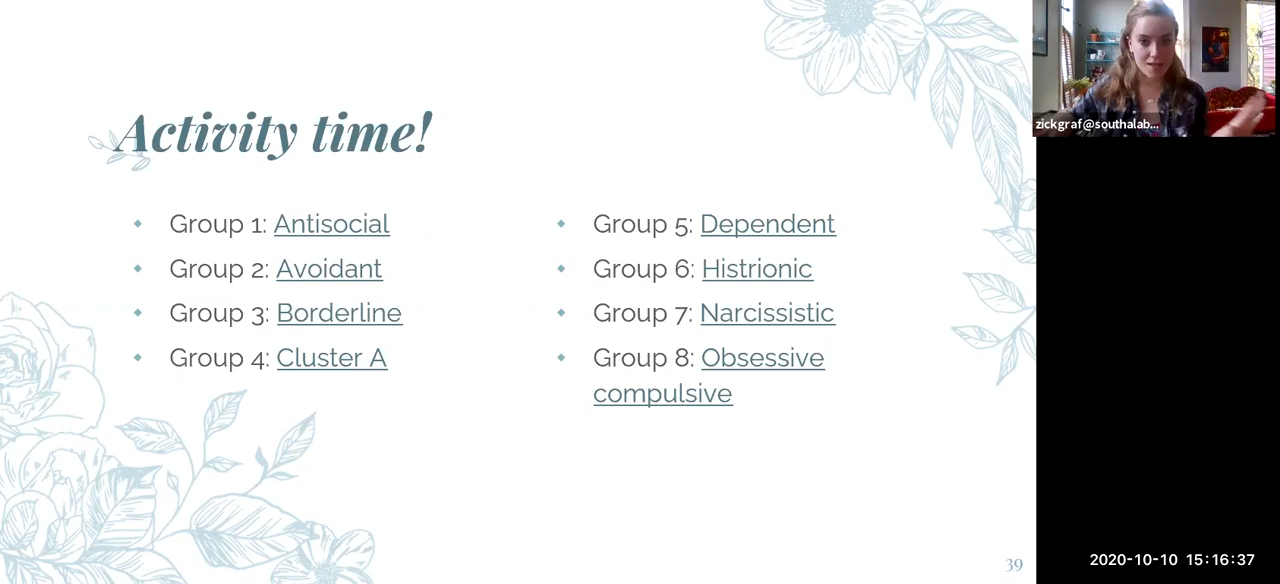 Activity time!
Group 1: Antisocial
Group 2: Avoidant
Group 3: Borderline
Group 4: Cluster A
Group 5: Dependent
Group 6: Histrionic
Group 7: Narcissistic
Group 8: Obsessive
compulsive
39
zickgraf@southalab...
2020-10-10 15:16:37